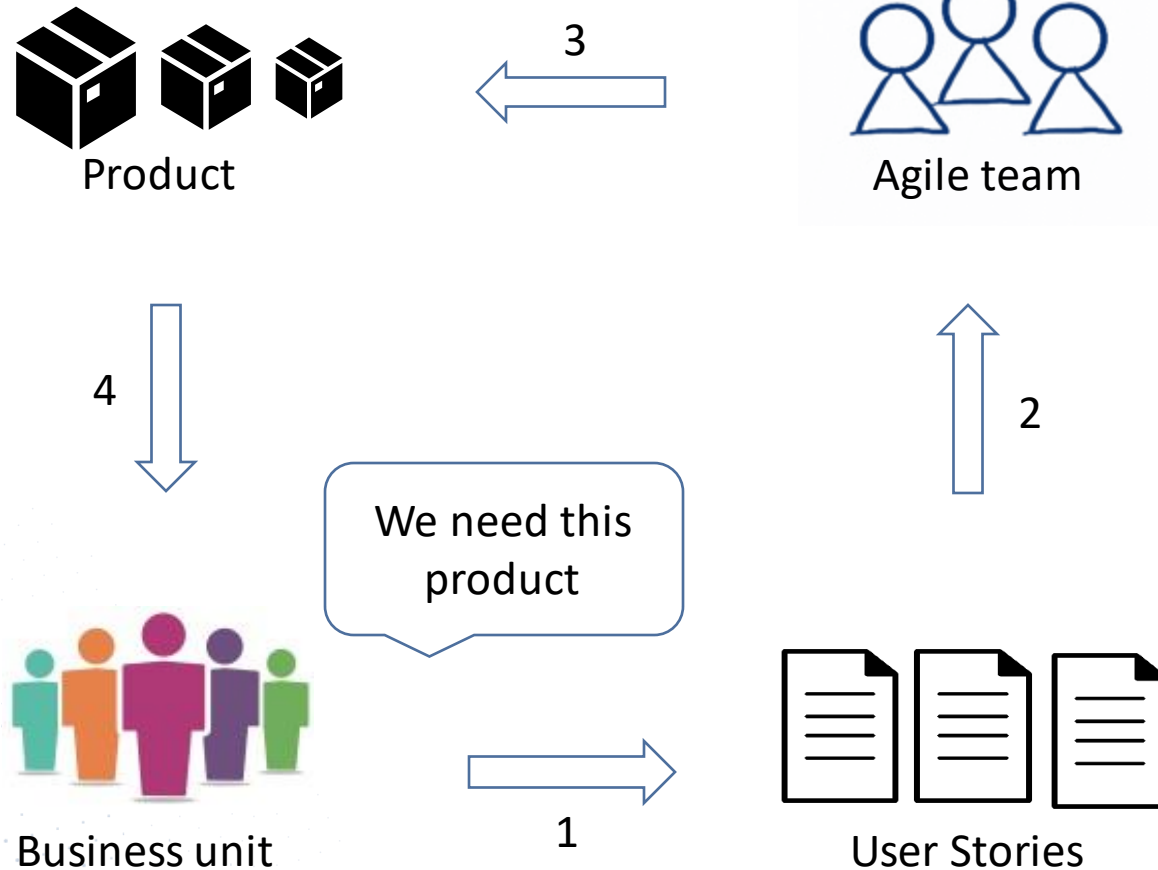 3
Product
Agile team
4
2
We need this
product
1
Business unit
User Stories